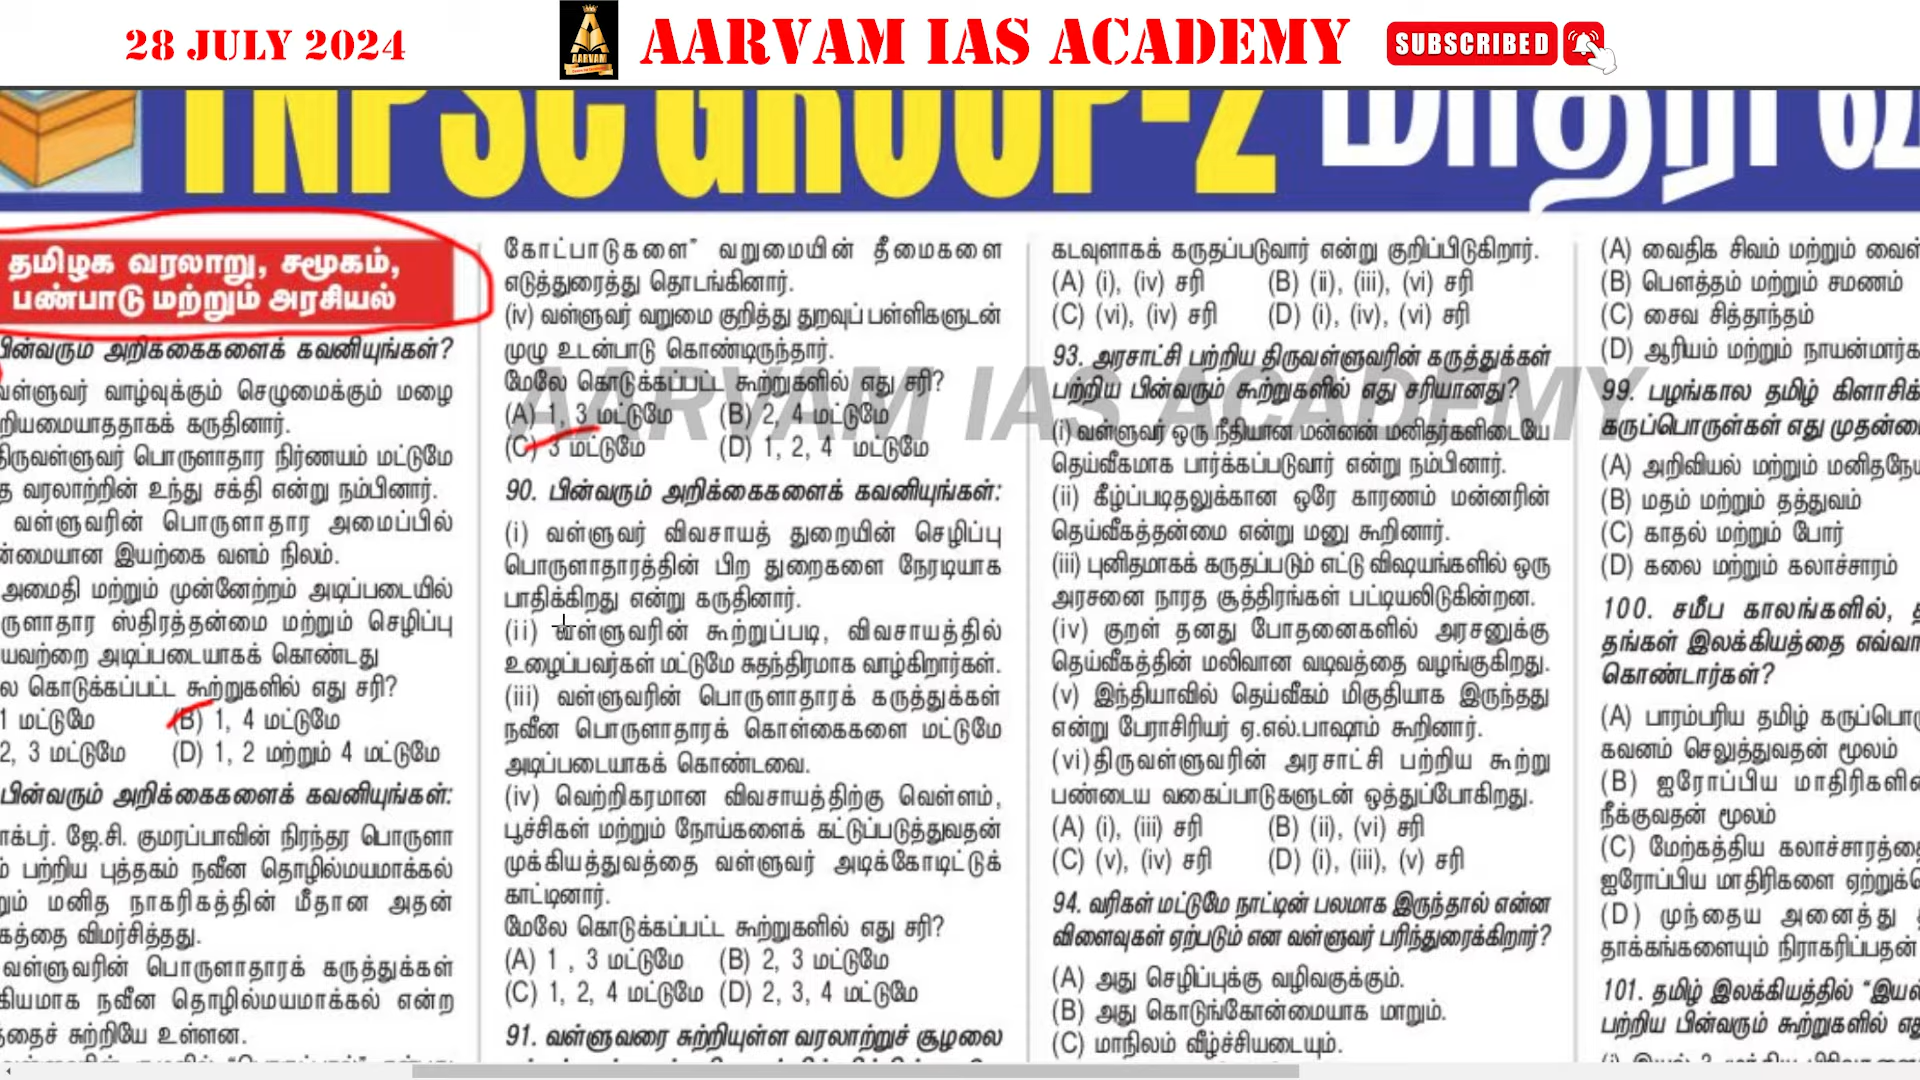 28 JULY 2024
AARVAM
AARVAM IAS ACADEMY
SUBSCRIBED
TNPSC GROUP-2 மாதிரி
தமிழக வரலாறு, சமூகம்,
பண்பாடு மற்றும் அரசியல்
பின்வரும் அறிக்கைகளைக் கவனியுங்கள்?
வள்ளுவர் வாழ்வுக்கும் செழுமைக்கும் மழை
றியமையாததாகக் கருதினார்.
திருவள்ளுவர் பொருளாதார நிர்ணயம் மட்டுமே
த வரலாற்றின் உந்து சக்தி என்று நம்பினார்.
வள்ளுவரின் பொருளாதார அமைப்பில்
ன்மையான இயற்கை வளம் நிலம்.
அமைதி மற்றும் முன்னேற்றம் அடிப்படையில்
ருளாதார ஸ்திரத்தன்மை மற்றும் செழிப்பு
யவற்றை அடிப்படையாகக் கொண்டது
ல கொடுக்கப்பட்ட கூற்றுகளில் எது சரி?
1 மட்டுமே (B) 1, 4 மட்டுமே
2, 3 மட்டுமே (D) 1, 2 மற்றும் 4 மட்டுமே
பின்வரும் அறிக்கைகளைக் கவனியுங்கள்:
ாக்டர். ஜே.சி. குமரப்பாவின் நிரந்தர பொருளா
ம் பற்றிய புத்தகம் நவீன தொழில்மயமாக்கல்
றும் மனித நாகரிகத்தின் மீதான அதன்
கத்தை விமர்சித்தது.
வள்ளுவரின் பொருளாதாரக் கருத்துக்கள்
கியமாக நவீன தொழில்மயமாக்கல் என்ற
த்தைச் சுற்றியே உள்ளன.
கோட்பாடுகளை" வறுமையின் தீமைகளை
எடுத்துரைத்து தொடங்கினார்.
(iv) வள்ளுவர் வறுமை குறித்து துறவுப் பள்ளிகளுடன்
முழு உடன்பாடு கொண்டிருந்தார்.
மேலே கொடுக்கப்பட்ட கூற்றுகளில் எது சரி?
(A) 1, 3 மட்டுமே (B) 2, 4 மட்டுமே
(C) 3 மட்டுமே (D) 1, 2, 4 மட்டுமே
90. பின்வரும் அறிக்கைகளைக் கவனியுங்கள்:
(i) வள்ளுவர் விவசாயத் துறையின் செழிப்பு
பொருளாதாரத்தின் பிற துறைகளை நேரடியாக
பாதிக்கிறது என்று கருதினார்.
(ii) வள்ளுவரின் கூற்றுப்படி, விவசாயத்தில்
உழைப்பவர்கள் மட்டுமே சுதந்திரமாக வாழ்கிறார்கள்.
(iii) வள்ளுவரின் பொருளாதாரக் கருத்துக்கள்
நவீன பொருளாதாரக் கொள்கைகளை மட்டுமே
அடிப்படையாகக் கொண்டவை.
(iv) வெற்றிகரமான விவசாயத்திற்கு வெள்ளம்,
பூச்சிகள் மற்றும் நோய்களைக் கட்டுப்படுத்துவதன்
முக்கியத்துவத்தை வள்ளுவர் அடிக்கோடிட்டுக்
காட்டினார்.
மேலே கொடுக்கப்பட்ட கூற்றுகளில் எது சரி?
(A) 1 , 3 மட்டுமே (B) 2, 3 மட்டுமே
(C) 1, 2, 4 மட்டுமே (D) 2, 3, 4 மட்டுமே
91. வள்ளுவரை சுற்றியுள்ள வரலாற்றுச் சூழலை
கடவுளாகக் கருதப்படுவார் என்று குறிப்பிடுகிறார்.
(A) (i), (iv) சரி (B) (ii), (iii), (vi) சரி
(C) (vi), (iv) சரி (D) (i), (iv), (vi) சரி
93. அரசாட்சி பற்றிய திருவள்ளுவரின் கருத்துக்கள்
பற்றிய பின்வரும் கூற்றுகளில் எது சரியானது?
(i) வள்ளுவர் ஒரு நீதியான மன்னன் மனிதர்களிடையே
தெய்வீகமாக பார்க்கப்படுவார் என்று நம்பினார்.
(ii) கீழ்ப்படிதலுக்கான ஒரே காரணம் மன்னரின்
தெய்வீகத்தன்மை என்று மனு கூறினார்.
(iii) புனிதமாகக் கருதப்படும் எட்டு விஷயங்களில் ஒரு
அரசனை நாரத சூத்திரங்கள் பட்டியலிடுகின்றன.
(iv) குறள் தனது போதனைகளில் அரசனுக்கு
தெய்வீகத்தின் மலிவான வடிவத்தை வழங்குகிறது.
(v) இந்தியாவில் தெய்வீகம் மிகுதியாக இருந்தது
என்று பேராசிரியர் ஏ.எல்.பாஷாம் கூறினார்.
(vi)திருவள்ளுவரின் அரசாட்சி பற்றிய கூற்று
பண்டைய வகைப்பாடுகளுடன் ஒத்துப்போகிறது.
(A) (i), (iii) சரி (B) (ii), (vi) சரி
(C) (v), (iv) சரி (D) (i), (iii), (v) சரி
94. வரிகள் மட்டுமே நாட்டின் பலமாக இருந்தால் என்ன
விளைவுகள் ஏற்படும் என வள்ளுவர் பரிந்துரைக்கிறார்?
(A) அது செழிப்புக்கு வழிவகுக்கும்.
(B) அது கொடுங்கோன்மையாக மாறும்.
(C) மாநிலம் வீழ்ச்சியடையும்.
(A) வைதிக சிவம் மற்றும் வைஸ்
(B) பௌத்தம் மற்றும் சமணம்
(C) சைவ சித்தாந்தம்
(D) ஆரியம் மற்றும் நாயன்மார்க
99. பழங்கால தமிழ் கிளாசிக்
கருப்பொருள்கள் எது முதன்மை
(A) அறிவியல் மற்றும் மனிதநேய
(B) மதம் மற்றும் தத்துவம்
(C) காதல் மற்றும் போர்
(D) கலை மற்றும் கலாச்சாரம்
100. சமீப காலங்களில், த
தங்கள் இலக்கியத்தை எவ்வா
கொண்டார்கள்?
(A) பாரம்பரிய தமிழ் கருப்பொரு
கவனம் செலுத்துவதன் மூலம்
(B) ஐரோப்பிய மாதிரிகளின்
நீக்குவதன் மூலம்
(C) மேற்கத்திய கலாச்சாரத்தை
ஐரோப்பிய மாதிரிகளை ஏற்றுக்கொ
(D) முந்தைய அனைத்து
தாக்கங்களையும் நிராகரிப்பதன்
101. தமிழ் இலக்கியத்தில் "இயல்
பற்றிய பின்வரும் கூற்றுகளில் எது
AARVAM IAS ACADEMY